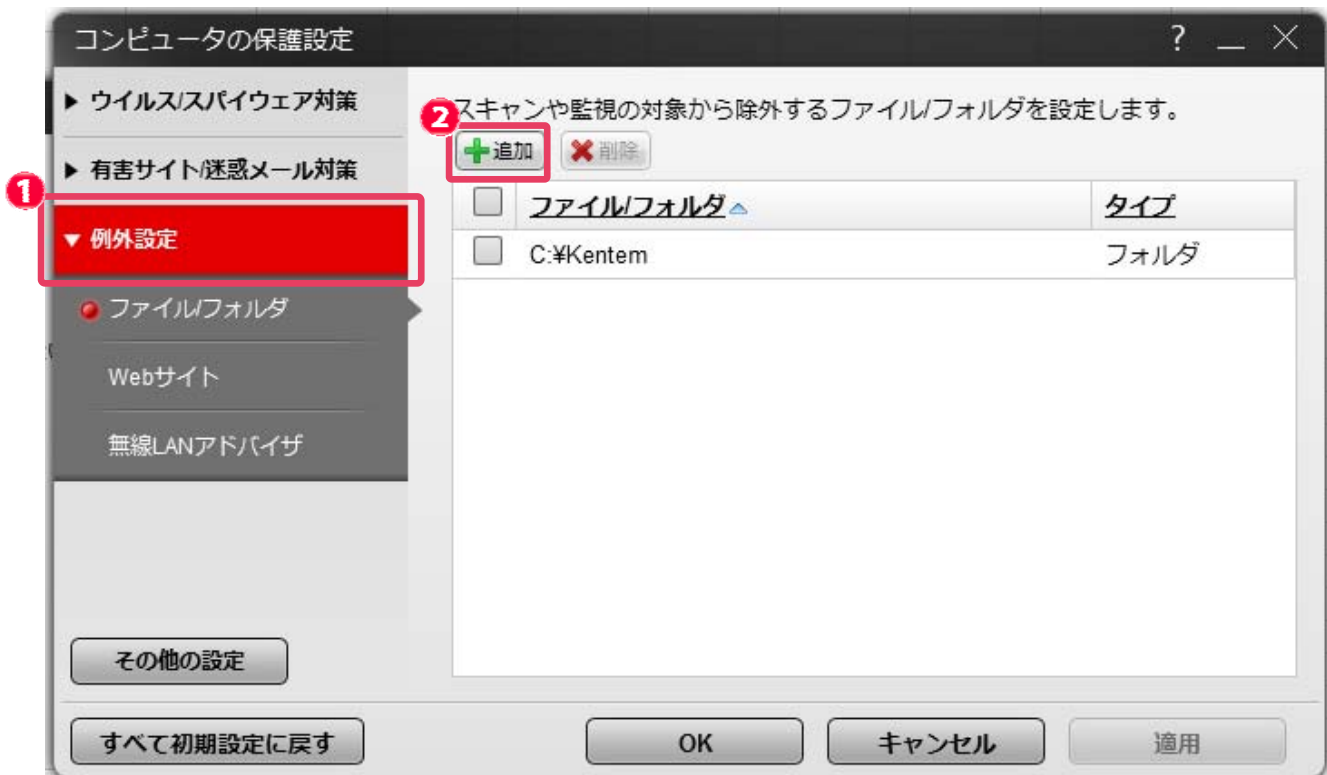 コンピュータの保護設定
? _ ×
▶ ウイルス/スパイウェア対策
▶ 有害サイト/迷惑メール対策
1
▼ 例外設定
ファイル/フォルダ
Webサイト
無線LANアドバイザ
その他の設定
2
スキャンや監視の対象から除外するファイル/フォルダを設定します。
追加 削除
ファイル/フォルダ タイプ
C:¥Kentem フォルダ
すべて初期設定に戻す OK キャンセル 適用